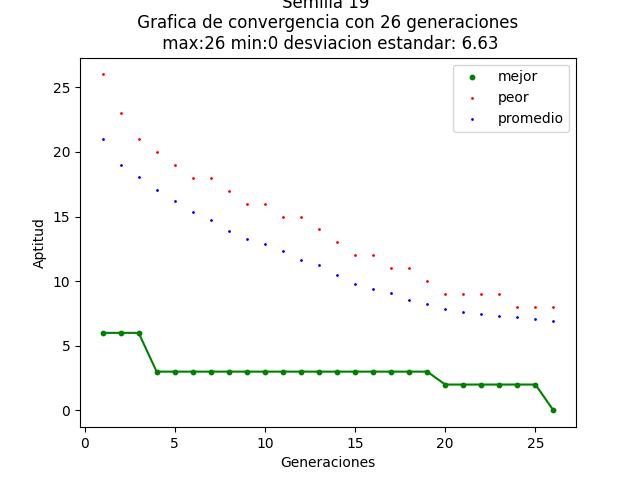 Semilla 19
Grafica de convergencia con 26 generaciones
max:26 min:0 desviacion estandar: 6.63
mejor
peor
promedio
25
20
15
10
5
0
Aptitud
0 5 10 15 20 25
Generaciones